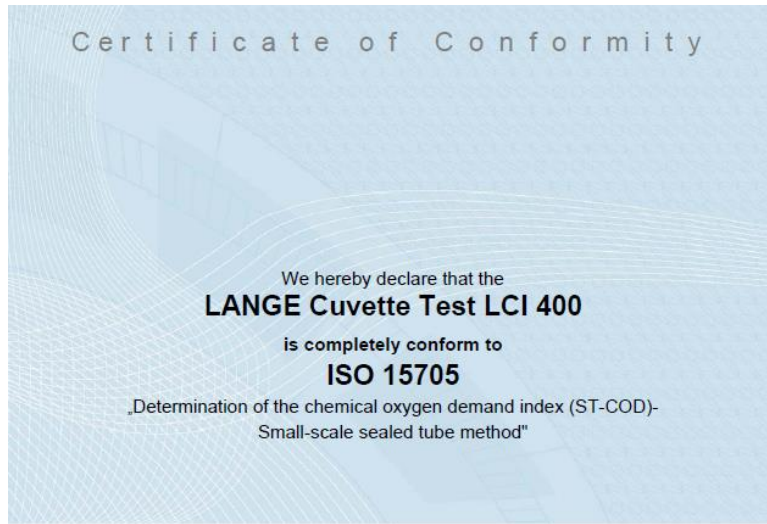 Certificate of Conformity
We hereby declare that the
LANGE Cuvette Test LCI 400
is completely conform to
ISO 15705
„Determination of the chemical oxygen demand index (ST-COD)-
Small-scale sealed tube method"